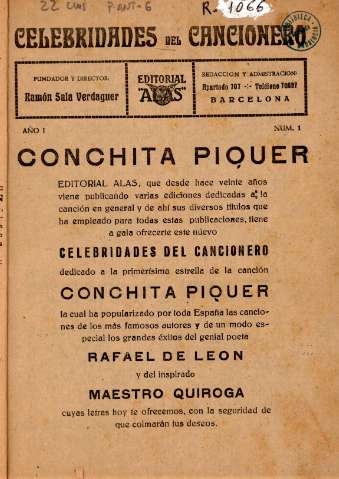 22 cms P ant-6
R. 1066
CELEBRIDADES DEL CANCIONERO
FUNDADOR Y DIRECTOR:
Ramón Sala Verdaguer
EDITORIAL
"ALAS"
REDACCION Y ADMISTRACION:
Apartado 707 -:- Teléfono 70657
BARCELONA
AÑO I
NUM. 1
CONCHITA PIQUER
EDITORIAL ALAS, que desde hace veinte años
viene publicando varias ediciones dedicadas a la
canción en general y de ahí sus diversos títulos que
ha empleado para todas estas publicaciones, tiene
a gala ofrecerte este nuevo
CELEBRIDADES DEL CANCIONERO
dedicado a la primerísima estrella de la canción
CONCHITA PIQUER
la cual ha popularizado por toda España las cancio-
nes de los más famosos autores y de un modo es-
pecial los grandes éxitos del genial poeta
RAFAEL DE LEON
y del inspirado
MAESTRO QUIROGA
cuyas letras hoy te ofrecemos, con la seguridad de
que colmarán tus deseos.